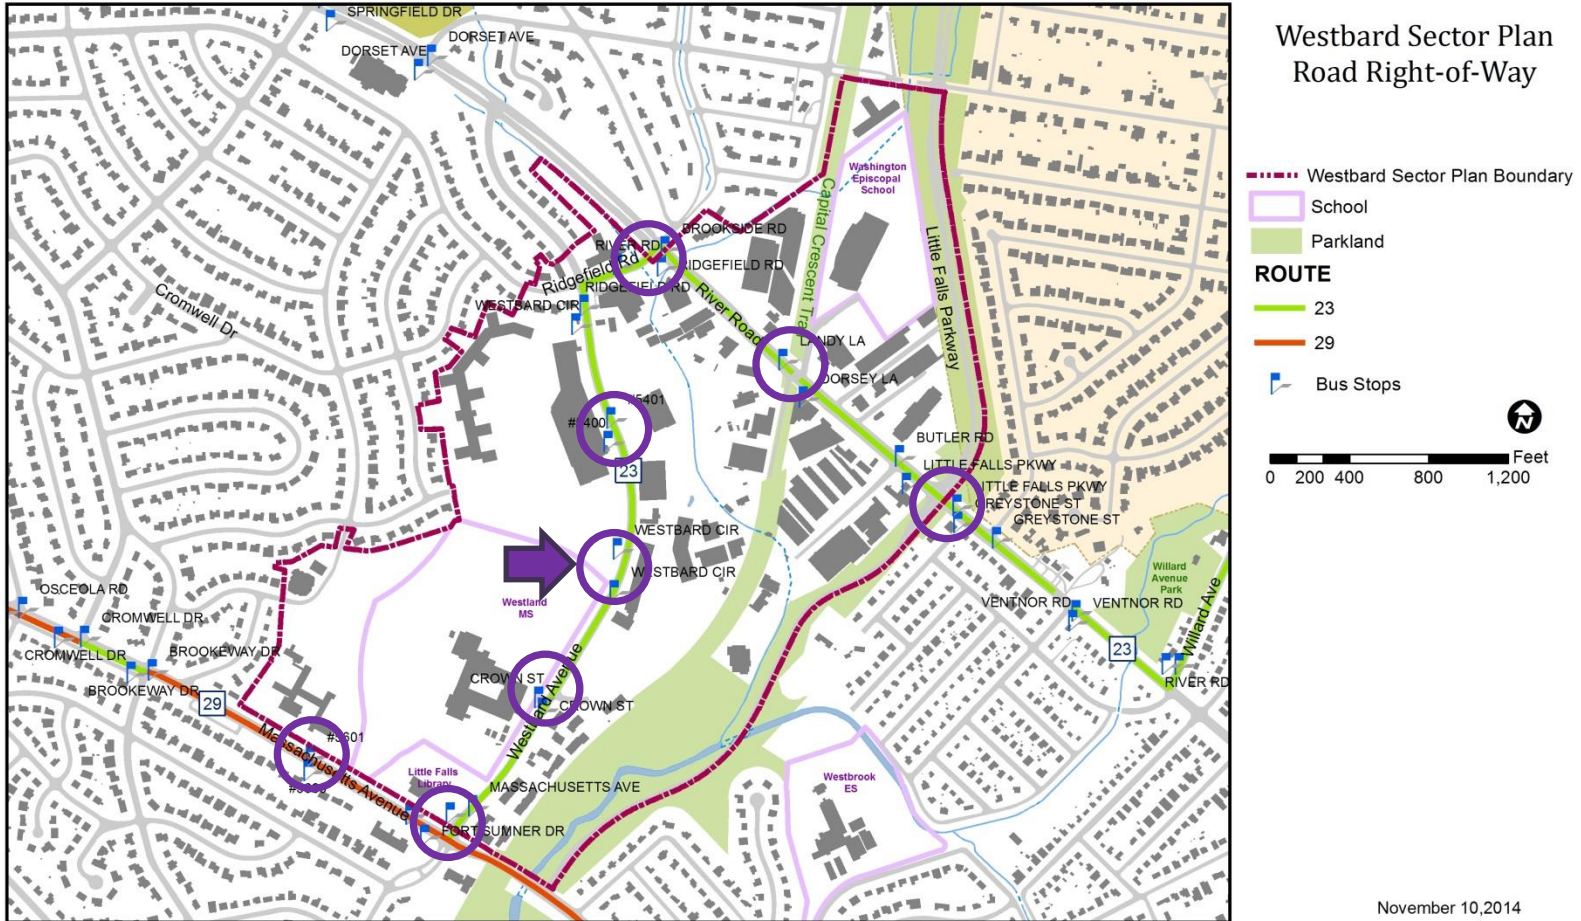 Westbard Sector Plan
Road Right-of-Way
Westbard Sector Plan Boundary
School
Parkland
ROUTE
23
29
Bus Stops
N
0 200 400 800 1,200 Feet
November 10,2014
SPRINGFIELD DR
DORSET AVE
DORSET AVE
Washington
Episcopal
School
Capital Crescent Tra
Little Falls Parkway
BROOKSIDE RD
RIVER RD
RIDGEFIELD RD
Ridgefield Rd
RIDGEFIELD RD
WESTBARD CIR
River Road
Cromwell Dr
LANDY LA
DORSEY LA
#5401
23
BUTLER RD
LITTLE FALLS PKWY
LITTLE FALLS PKWY
GREYSTONE ST
GREYSTONE ST
WESTBARD CIR
WESTBARD CIR
Westland
MS
Willard
Avenue
Park
Willard Ave
VENTNOR RD
VENTNOR RD
23
RIVER RD
OSCEOLA RD
CROMWELL DR
CROMWELL DR
BROOKEWAY DR
BROOKEWAY DR
29
CROWN ST
CROWN ST
Westbard Avenue
Massachusetts Avenue
Little Falls
Library
MASSACHUSETTS AVE
FORT SUMNER DR
Westbrook
ES